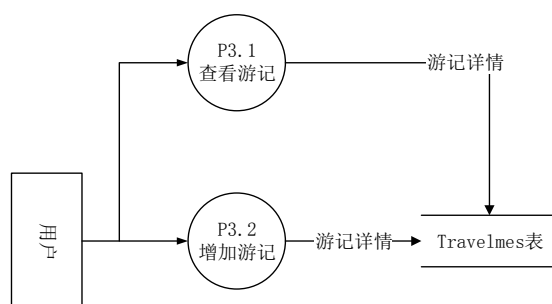 P3.1
查看游记
游记详情
用户
P3.2
增加游记
游记详情
Travelmes表